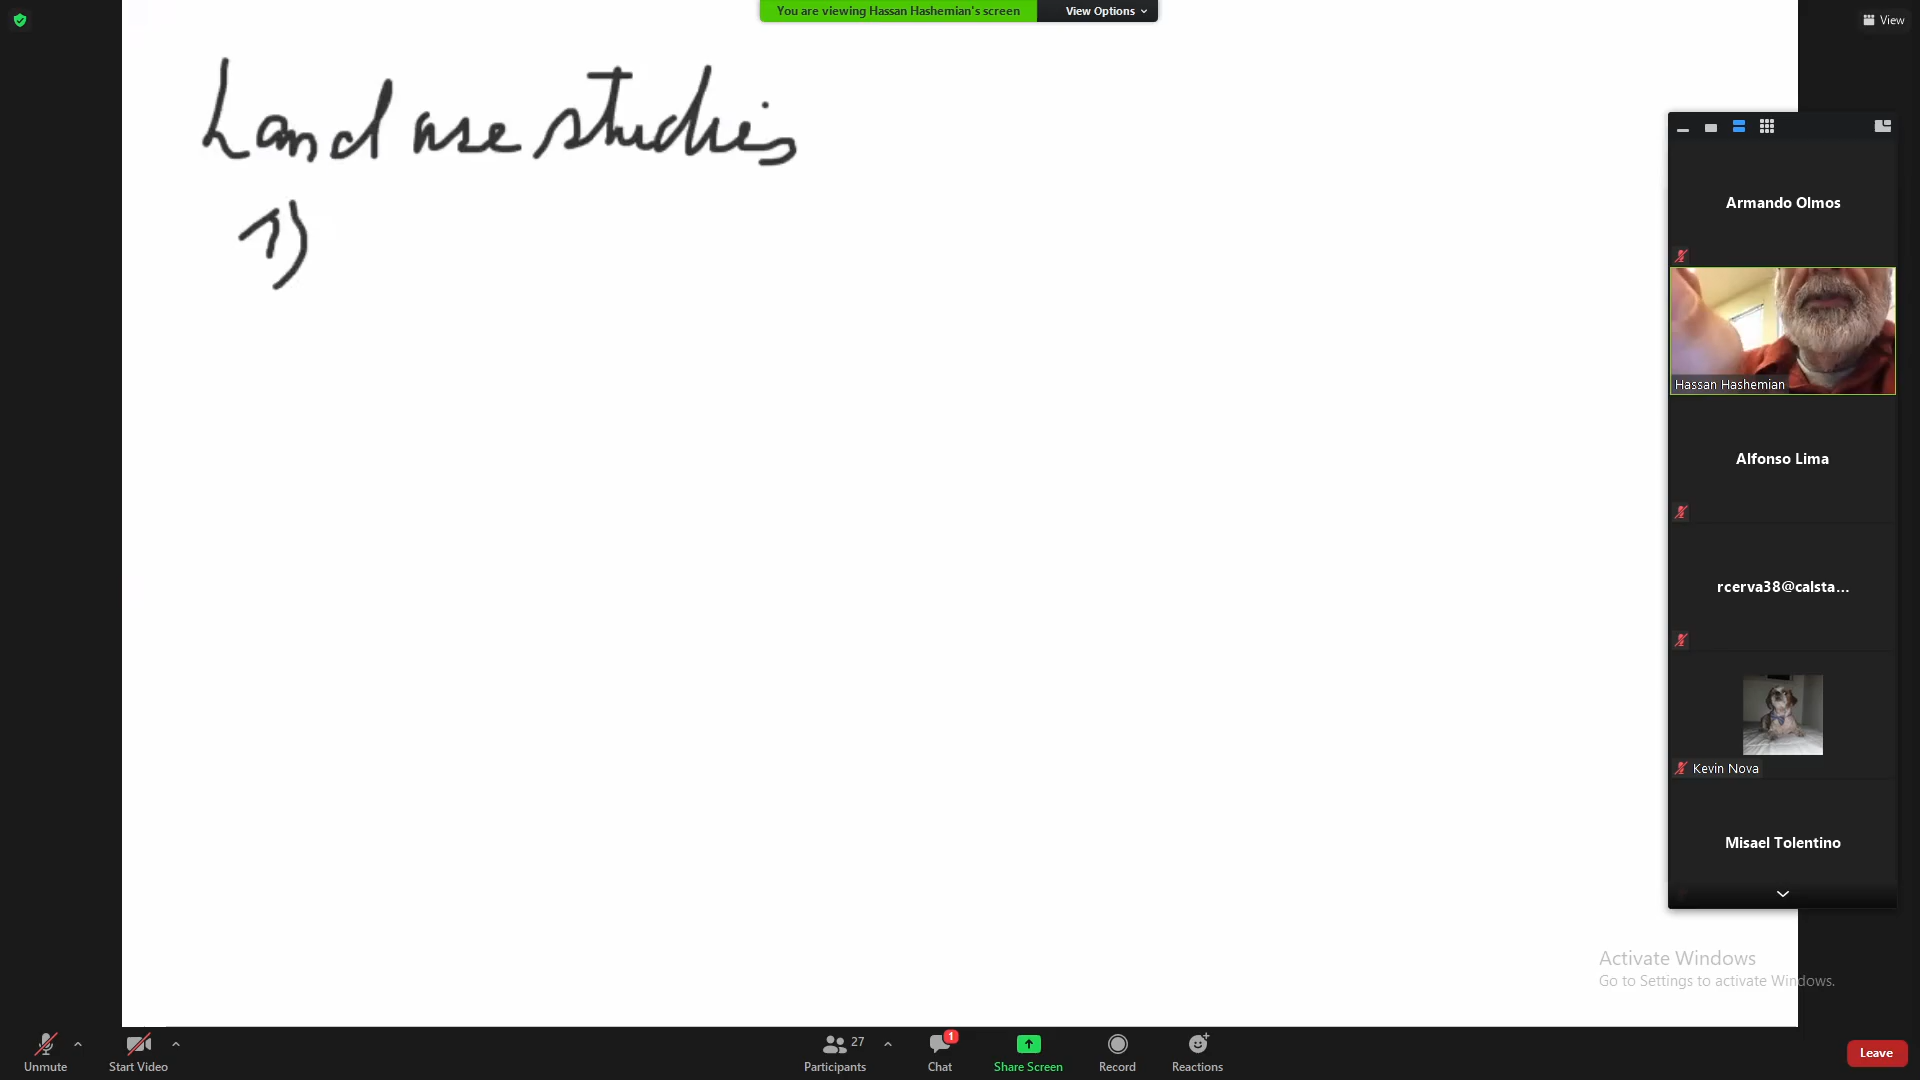 You are viewing Hassan Hashemian's screen
View Options
View
Land use studies
1)
Armando Olmos
Hassan Hashemian
Alfonso Lima
rcerva38@calsta...
Kevin Nova
Misael Tolentino
Activate Windows
Go to Settings to activate Windows.
Unmute
Start Video
27
Participants
1
Chat
Share Screen
Record
Reactions
Leave